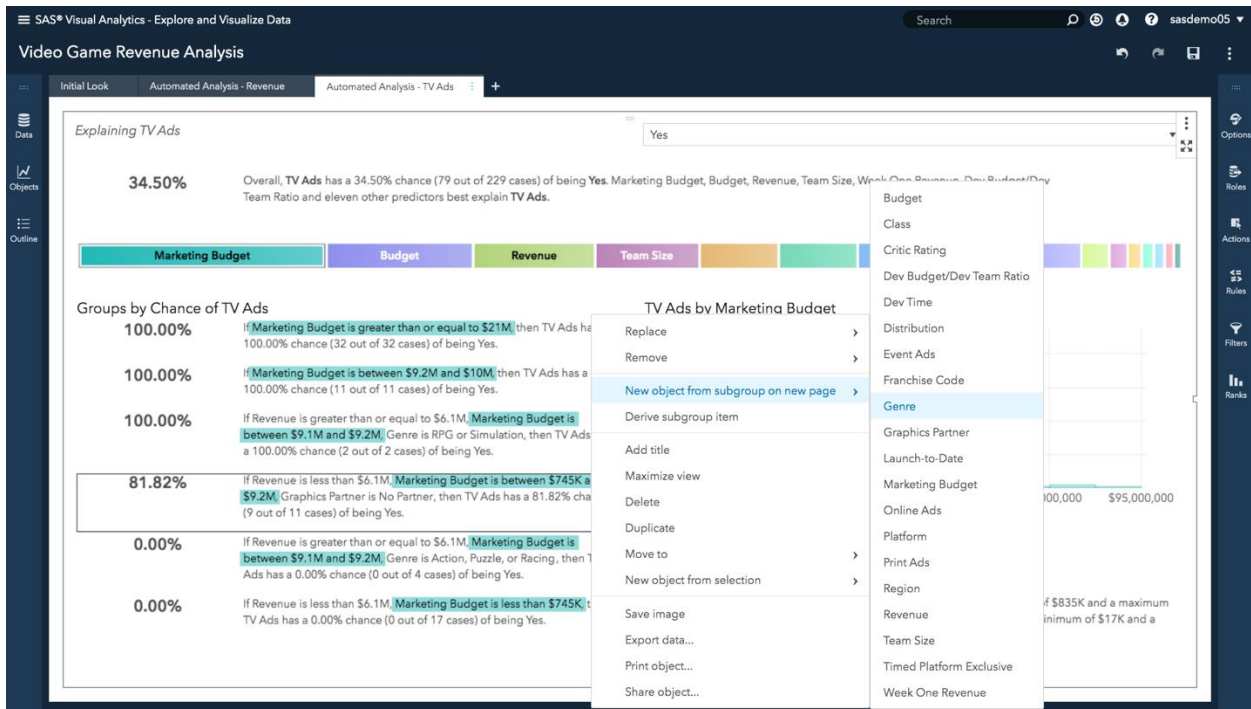 SAS® Visual Analytics - Explore and Visualize Data
Search
sasdemo05
Video Game Revenue Analysis
Initial Look
Automated Analysis - Revenue
Automated Analysis - TV Ads
Data
Objects
Outline
Explaining TV Ads
Yes
34.50%
Overall, TV Ads has a 34.50% chance (79 out of 229 cases) of being Yes. Marketing Budget, Budget, Revenue, Team Size, Week One Revenue, Dev Budget/Dev
Team Ratio and eleven other predictors best explain TV Ads.
Marketing Budget
Budget
Revenue
Team Size
Groups by Chance of TV Ads
100.00%
If Marketing Budget is greater than or equal to $21M, then TV Ads ha
100.00% chance (32 out of 32 cases) of being Yes.
100.00%
If Marketing Budget is between $9.2M and $10M, then TV Ads has a
100.00% chance (11 out of 11 cases) of being Yes.
100.00%
If Revenue is greater than or equal to $6.1M, Marketing Budget is
between $9.1M and $9.2M, Genre is RPG or Simulation, then TV Ads
a 100.00% chance (2 out of 2 cases) of being Yes.
81.82%
If Revenue is less than $6.1M, Marketing Budget is between $745K a
$9.2M, Graphics Partner is No Partner, then TV Ads has a 81.82% cha
(9 out of 11 cases) of being Yes.
0.00%
If Revenue is greater than or equal to $6.1M, Marketing Budget is
between $9.1M and $9.2M, Genre is Action, Puzzle, or Racing, then T
Ads has a 0.00% chance (0 out of 4 cases) of being Yes.
0.00%
If Revenue is less than $6.1M, Marketing Budget is less than $745K, t
TV Ads has a 0.00% chance (0 out of 17 cases) of being Yes.
TV Ads by Marketing Budget
Replace
Remove
New object from subgroup on new page
Derive subgroup item
Add title
Maximize view
Delete
Duplicate
Move to
New object from selection
Save image
Export data...
Print object...
Share object...
Budget
Class
Critic Rating
Dev Budget/Dev Team Ratio
Dev Time
Distribution
Event Ads
Franchise Code
Genre
Graphics Partner
Launch-to-Date
Marketing Budget
Online Ads
Platform
Print Ads
Region
Revenue
Team Size
Timed Platform Exclusive
Week One Revenue
000,000
$95,000,000
of $835K and a maximum
inimum of $17K and a
Options
Roles
Actions
Rules
Filters
Ranks